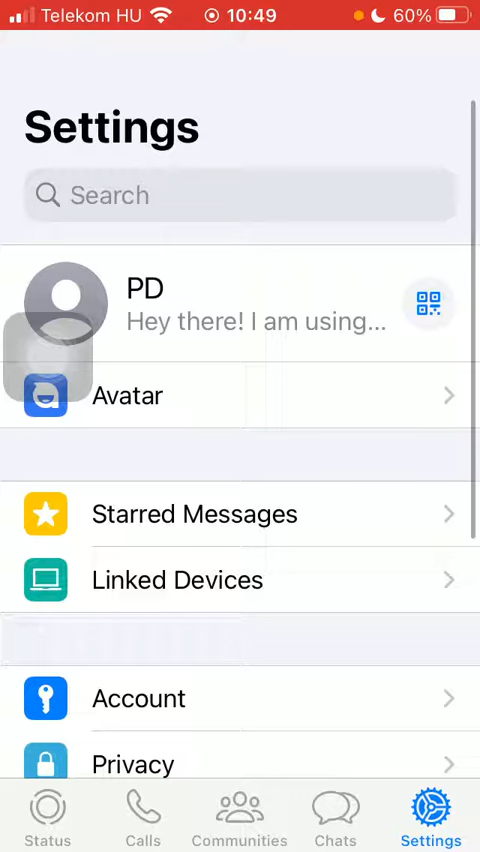 Telekom HU 10:49 60%
Settings
Search
PD
Hey there! I am using...
Avatar
Starred Messages
Linked Devices
Account
Privacy
Status Calls Communities Chats Settings